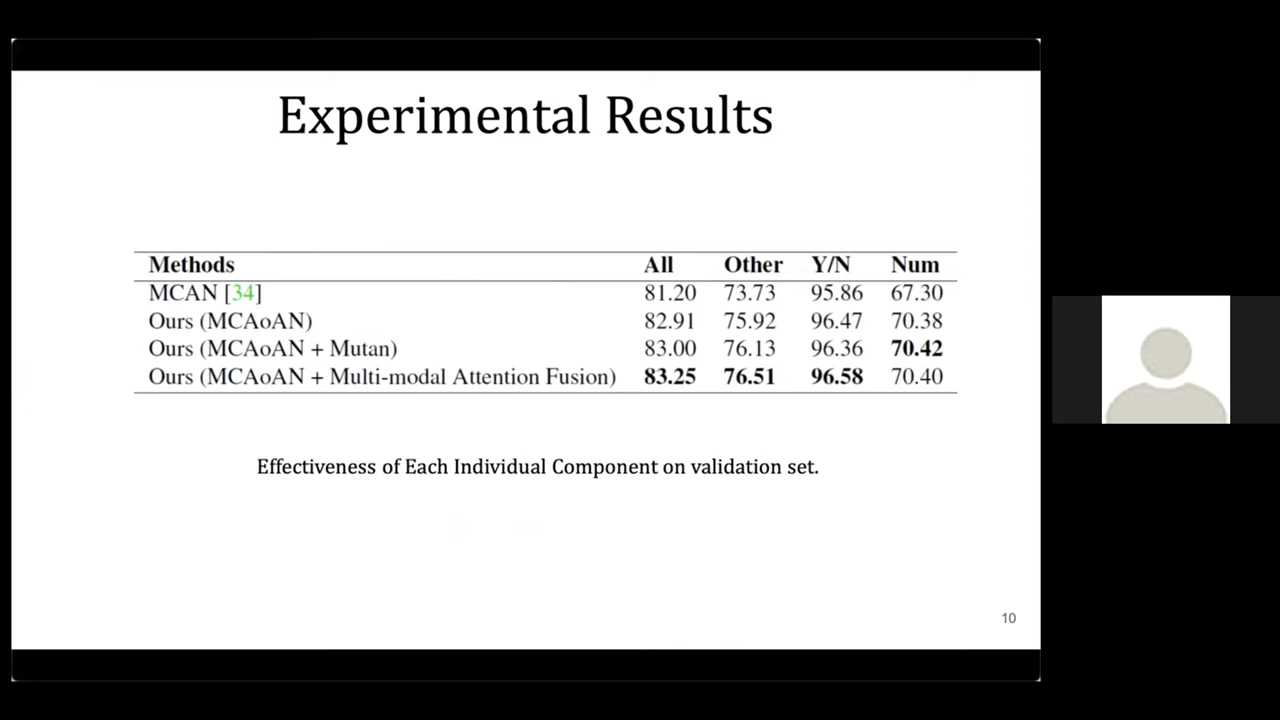 Experimental Results
Methods All Other Y/N Num
MCAN [34] 81.20 73.73 95.86 67.30
Ours (MCAoAN) 82.91 75.92 96.47 70.38
Ours (MCAoAN + Mutan) 83.00 76.13 96.36 70.42
Ours (MCAoAN + Multi-modal Attention Fusion) 83.25 76.51 96.58 70.40
Effectiveness of Each Individual Component on validation set.
10